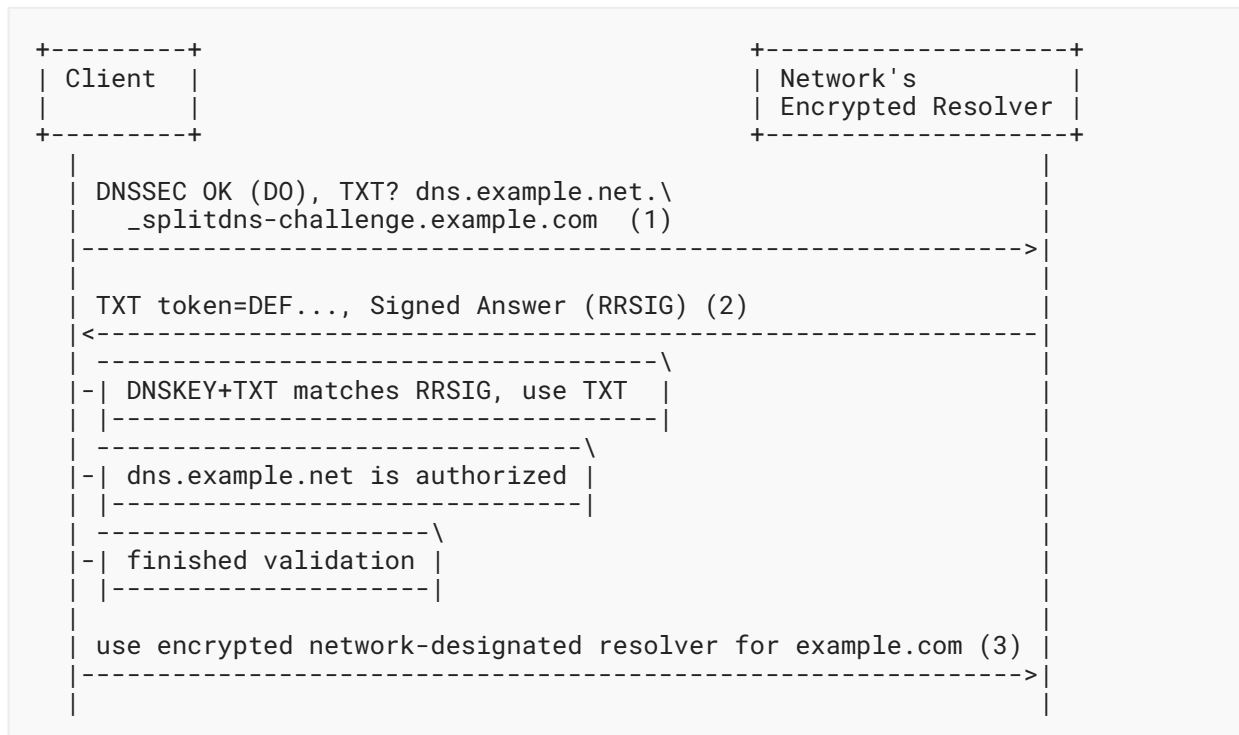 +---------+                                     +--------------------+
| Client  |                                     | Network's          |
|         |                                     | Encrypted Resolver |
+---------+                                     +--------------------+
  |                                                                |
  | DNSSEC OK (DO), TXT? dns.example.net.\                         |
  |   _splitdns-challenge.example.com  (1)                         |
  |--------------------------------------------------------------->|
  |                                                                |
  | TXT token=DEF..., Signed Answer (RRSIG) (2)                    |
  |<---------------------------------------------------------------|
  | -------------------------------------\                         |
  |-| DNSKEY+TXT matches RRSIG, use TXT  |                         |
  | |------------------------------------|                         |
  | --------------------------------\                              |
  |-| dns.example.net is authorized |                              |
  | |-------------------------------|                              |
  | ----------------------\                                        |
  |-| finished validation |                                        |
  | |---------------------|                                        |
  |                                                                |
  | use encrypted network-designated resolver for example.com (3)  |
  |--------------------------------------------------------------->|
  |                                                                |